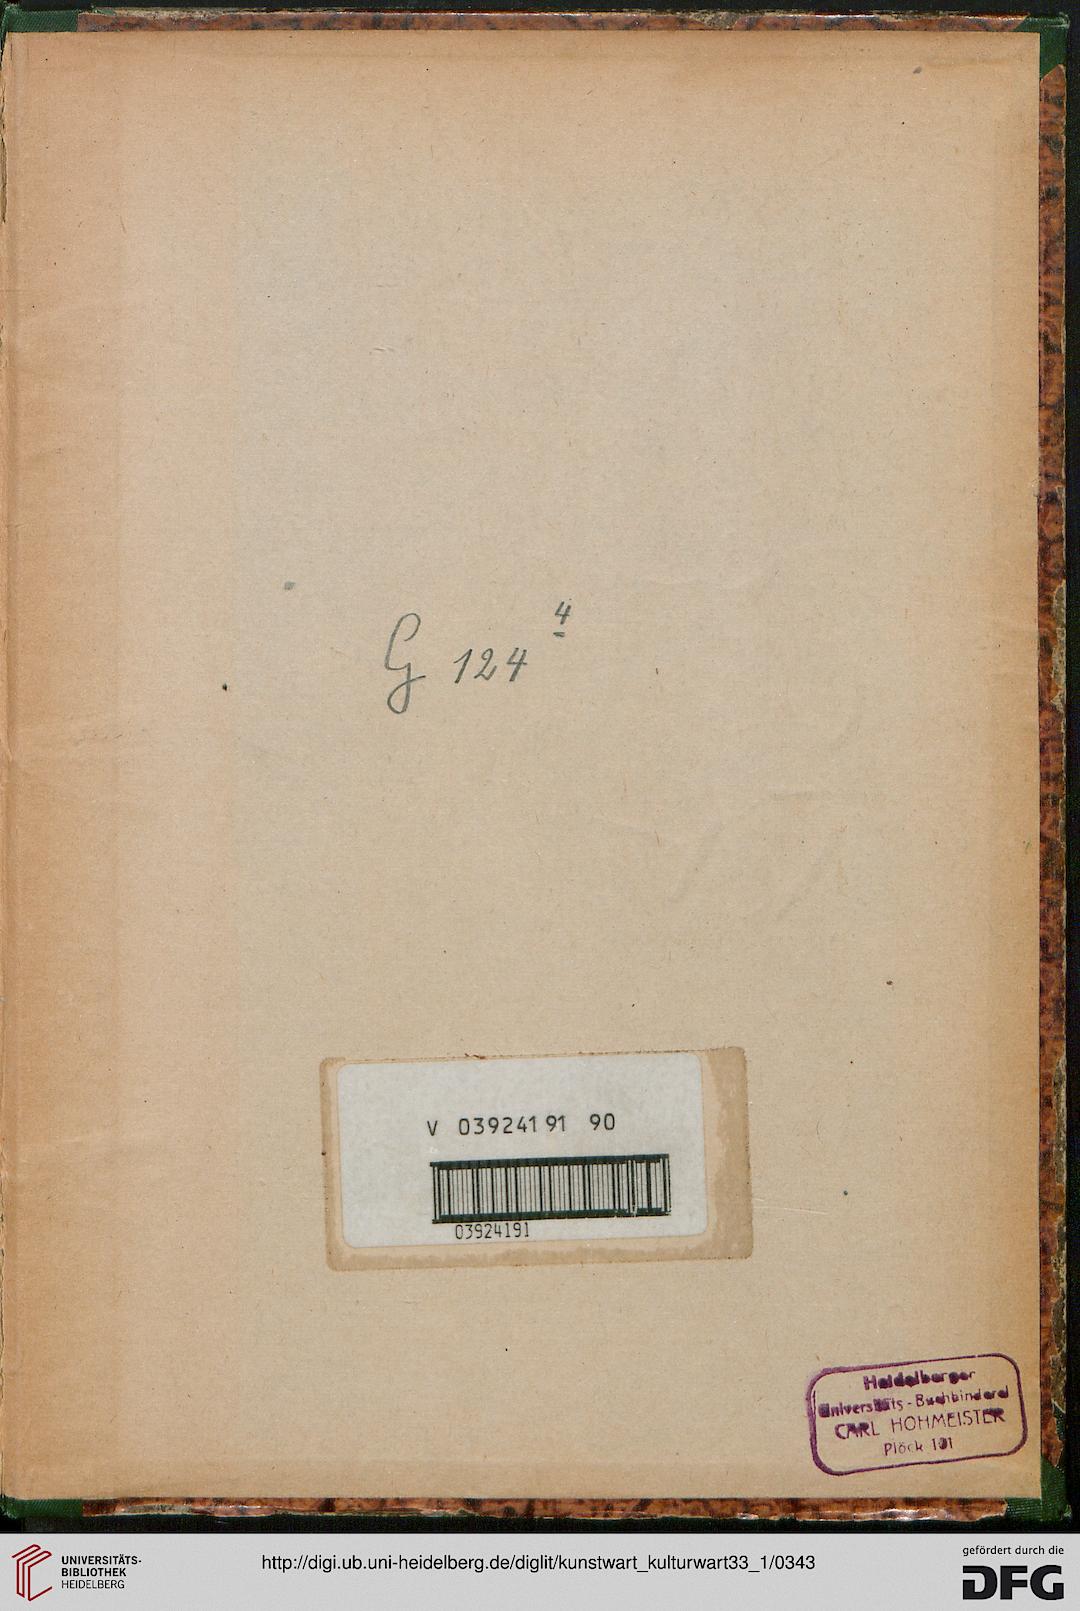 G 124 4
V 03924191 90
03924191
Heidelberger
Universitäts-Buchbinderei
CARL HOHMEISTER
Plöck 101
UNIVERSITÄTS-
BIBLIOTHEK
HEIDELBERG
http://digi.ub.uni-heidelberg.de/diglit/kunstwart_kulturwart33_1/0343
gefördert durch die
DFG